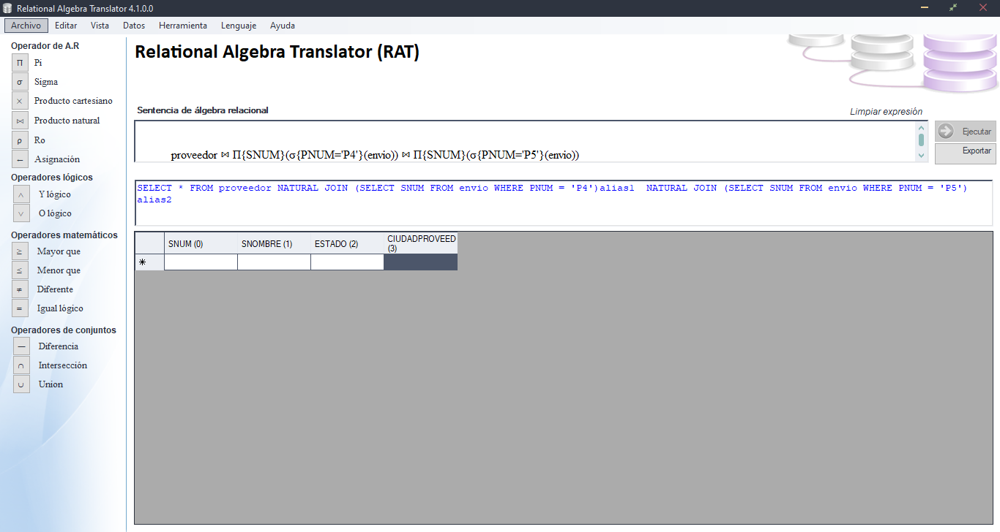 Relational Algebra Translator 4.1.0.0
Archivo Editar Vista Datos Herramienta Lenguaje Ayuda
Operador de A.R
Π Pi
σ Sigma
× Producto cartesiano
⋈ Producto natural
ρ Ro
← Asignación
Operadores lógicos
∧ Y lógico
∨ O lógico
Operadores matemáticos
≥ Mayor que
≤ Menor que
≠ Diferente
= Igual lógico
Operadores de conjuntos
— Diferencia
∩ Intersección
∪ Union
Relational Algebra Translator (RAT)
Sentencia de álgebra relacional
Limpiar expresión
proveedor ⋈ Π{SNUM}(σ{PNUM='P4'}(envio)) ⋈ Π{SNUM}(σ{PNUM='P5'}(envio))
Ejecutar
Exportar
SELECT * FROM proveedor NATURAL JOIN (SELECT SNUM FROM envio WHERE PNUM = 'P4')alias1  NATURAL JOIN (SELECT SNUM FROM envio WHERE PNUM = 'P5')
alias2
SNUM (0) SNOMBRE (1) ESTADO (2) CIUDADPROVEED
(3)
*